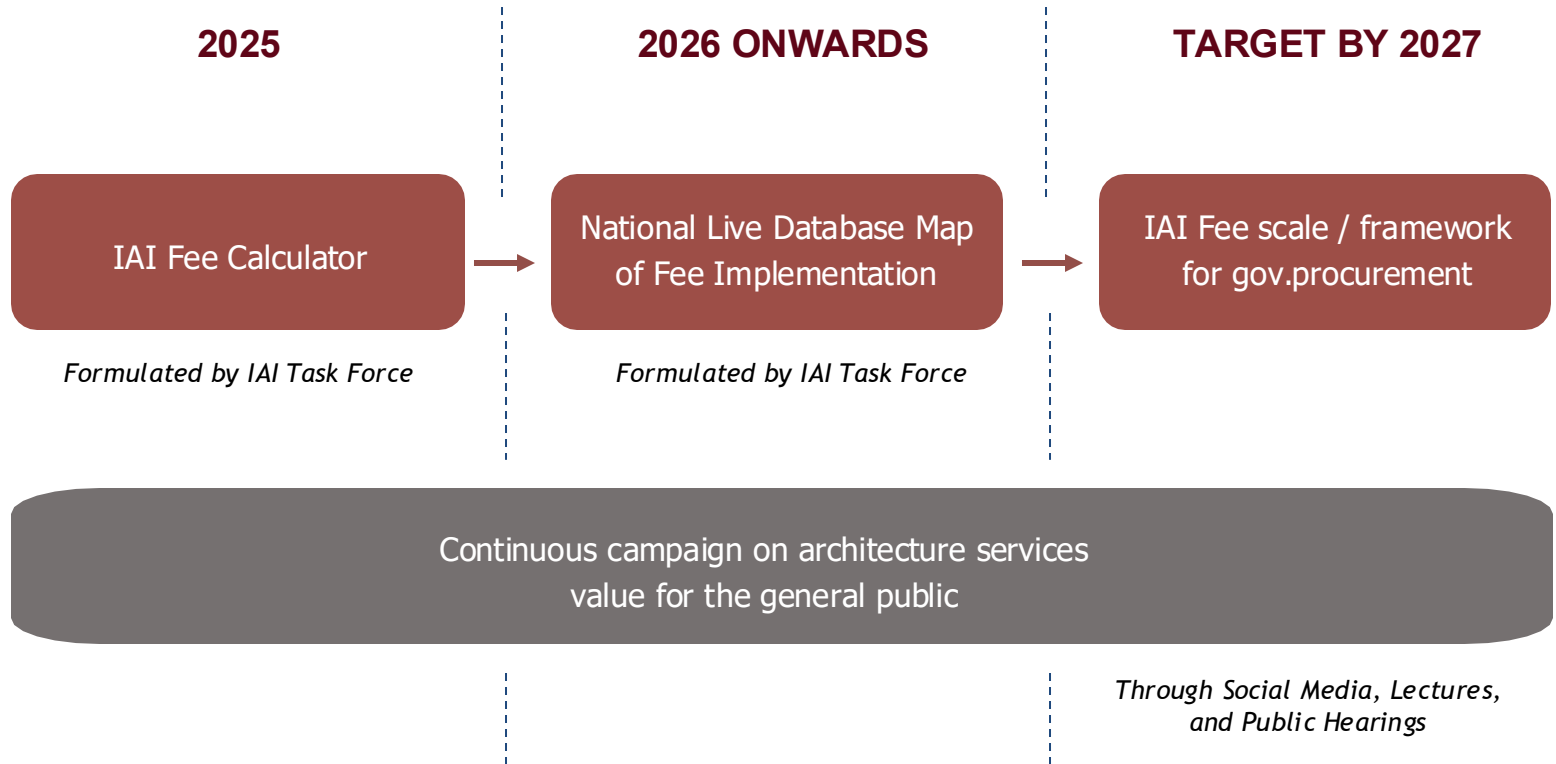 2025
2026 ONWARDS
TARGET BY 2027
IAI Fee Calculator
National Live Database Map
of Fee Implementation
IAI Fee scale / framework
for gov.procurement
Formulated by IAI Task Force
Formulated by IAI Task Force
Continuous campaign on architecture services
value for the general public
Through Social Media, Lectures,
and Public Hearings